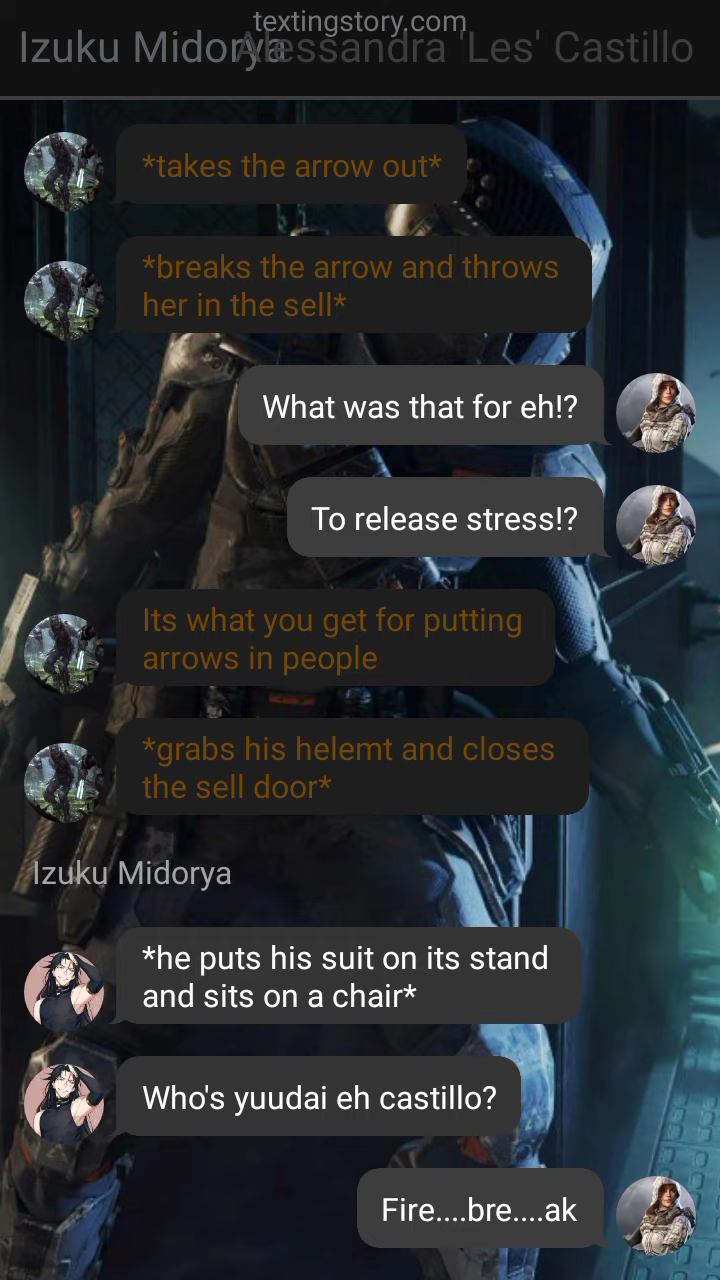 textingstory.com
Izuku Midorya Alessandra 'Les' Castillo
*takes the arrow out*
*breaks the arrow and throws
her in the sell*
What was that for eh!?
To release stress!?
Its what you get for putting
arrows in people
*grabs his helemt and closes
the sell door*
Izuku Midorya
*he puts his suit on its stand
and sits on a chair*
Who's yuudai eh castillo?
Fire....bre....ak